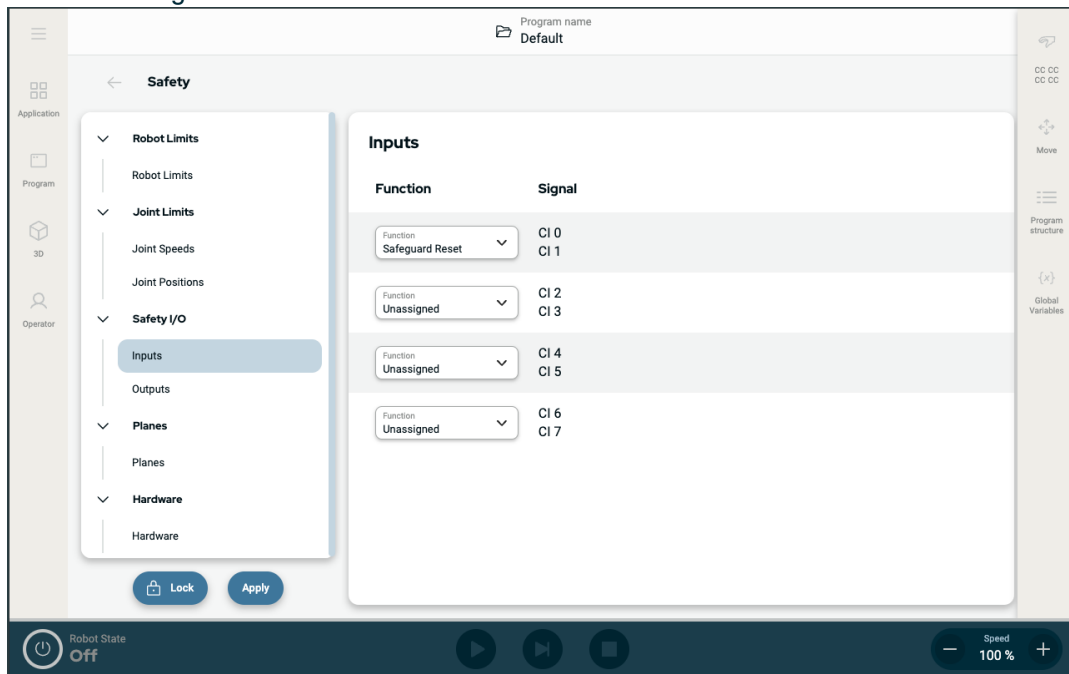 Program name
Default
Application
Program
3D
Operator
Safety
Robot Limits
Robot Limits
Joint Limits
Joint Speeds
Joint Positions
Safety I/O
Inputs
Outputs
Planes
Planes
Hardware
Hardware
Lock
Apply
Inputs
Function Signal
Function
Safeguard Reset
CI 0
CI 1
Function
Unassigned
CI 2
CI 3
Function
Unassigned
CI 4
CI 5
Function
Unassigned
CI 6
CI 7
CC CC
CC CC
Move
Program
structure
{x}
Global
Variables
Robot State
Off
Speed
100 %